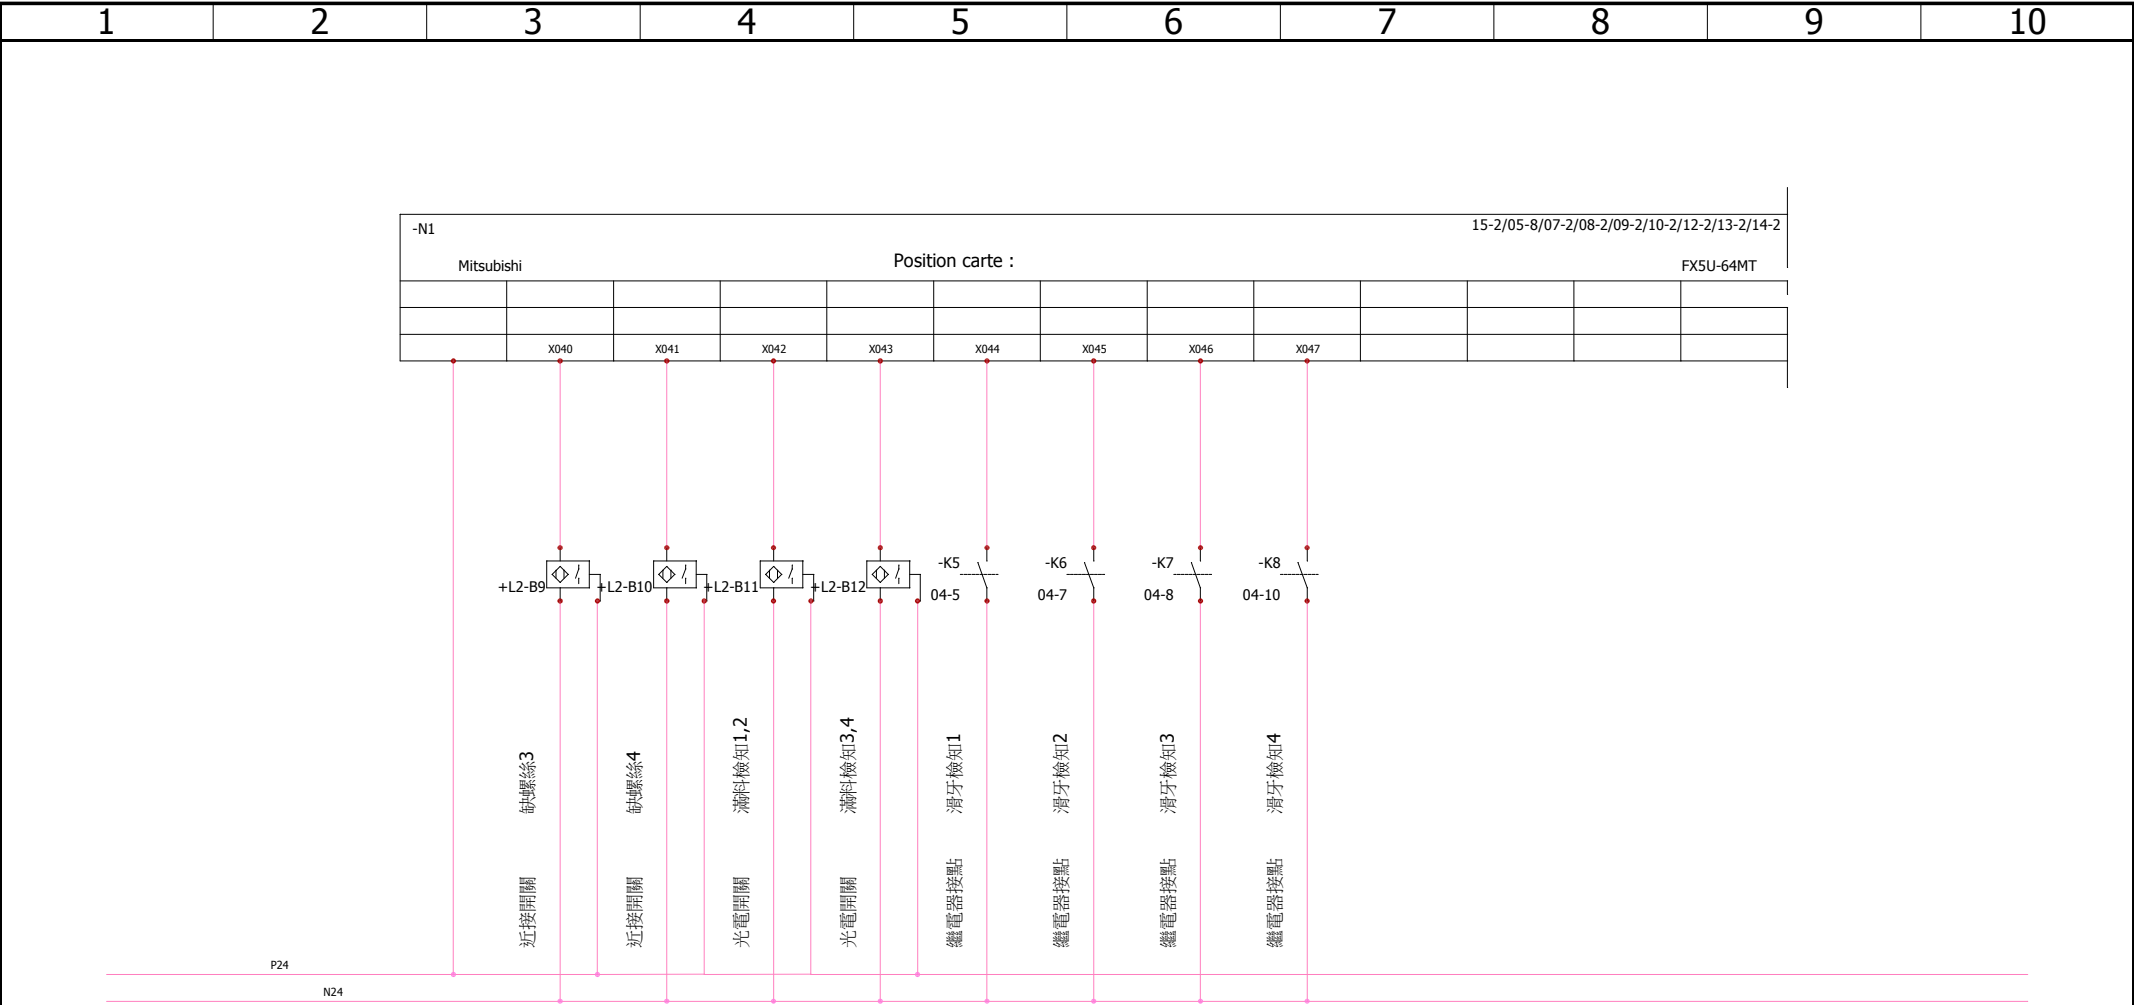 1 2 3 4 5 6 7 8 9 10
-N1 15-2/05-8/07-2/08-2/09-2/10-2/12-2/13-2/14-2
Mitsubishi Position carte : FX5U-64MT
X040 X041 X042 X043 X044 X045 X046 X047
-K5 -K6 -K7 -K8
+L2-B9 +L2-B10 +L2-B11 +L2-B12
04-5 04-7 04-8 04-10
近接開關 缺螺絲3
近接開關 缺螺絲4
光電開關 滿料檢知1,2
光電開關 滿料檢知3,4
繼電器接點 滑牙檢知1
繼電器接點 滑牙檢知2
繼電器接點 滑牙檢知3
繼電器接點 滑牙檢知4
P24
N24